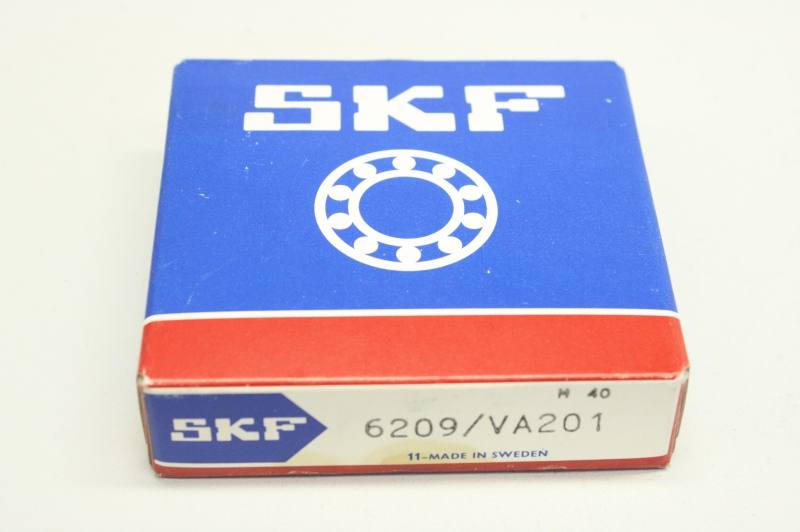 SKF
H 40
SKF
6209/VA201
11-MADE IN SWEDEN